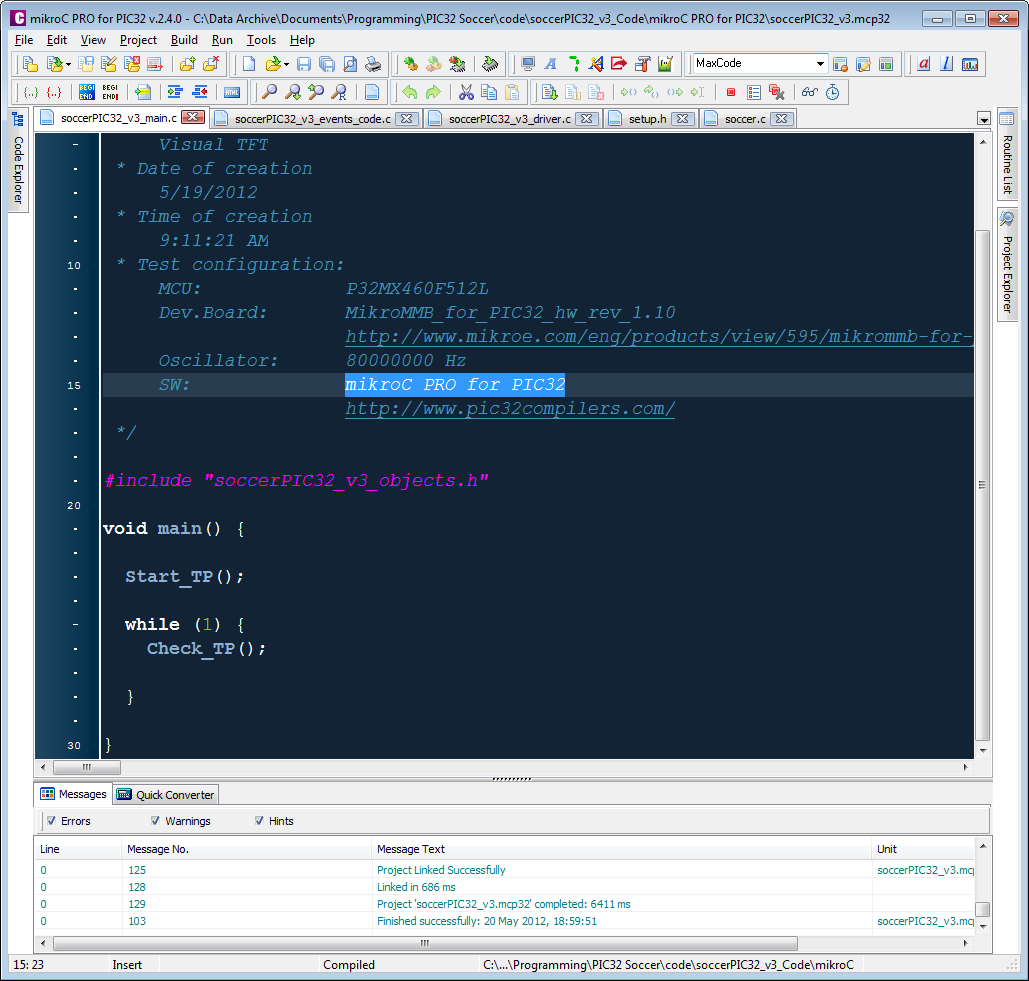 mikroC PRO for PIC32 v.2.4.0 - C:\Data Archive\Documents\Programming\PIC32 Soccer\code\soccerPIC32_v3_Code\mikroC PRO for PIC32\soccerPIC32_v3.mcp32
File Edit View Project Build Run Tools Help
MaxCode
BEGI END BEGI END HTML
soccerPIC32_v3_main.c soccerPIC32_v3_events_code.c soccerPIC32_v3_driver.c setup.h soccer.c
Code Explorer
Routine List
Project Explorer
Visual TFT
* Date of creation
5/19/2012
* Time of creation
9:11:21 AM
10 * Test configuration:
MCU: P32MX460F512L
Dev.Board: MikroMMB_for_PIC32_hw_rev_1.10
http://www.mikroe.com/eng/products/view/595/mikrommb-for-
Oscillator: 80000000 Hz
15 SW: mikroC PRO for PIC32
http://www.pic32compilers.com/
*/
#include "soccerPIC32_v3_objects.h"
20
void main() {
Start_TP();
while (1) {
Check_TP();
}
30 }
Messages Quick Converter
Errors Warnings Hints
Line Message No. Message Text Unit
0 125 Project Linked Successfully soccerPIC32_v3.mcp
0 128 Linked in 686 ms
0 129 Project 'soccerPIC32_v3.mcp32' completed: 6411 ms
0 103 Finished successfully: 20 May 2012, 18:59:51 soccerPIC32_v3.mcp
15: 23 Insert Compiled C:\...\Programming\PIC32 Soccer\code\soccerPIC32_v3_Code\mikroC